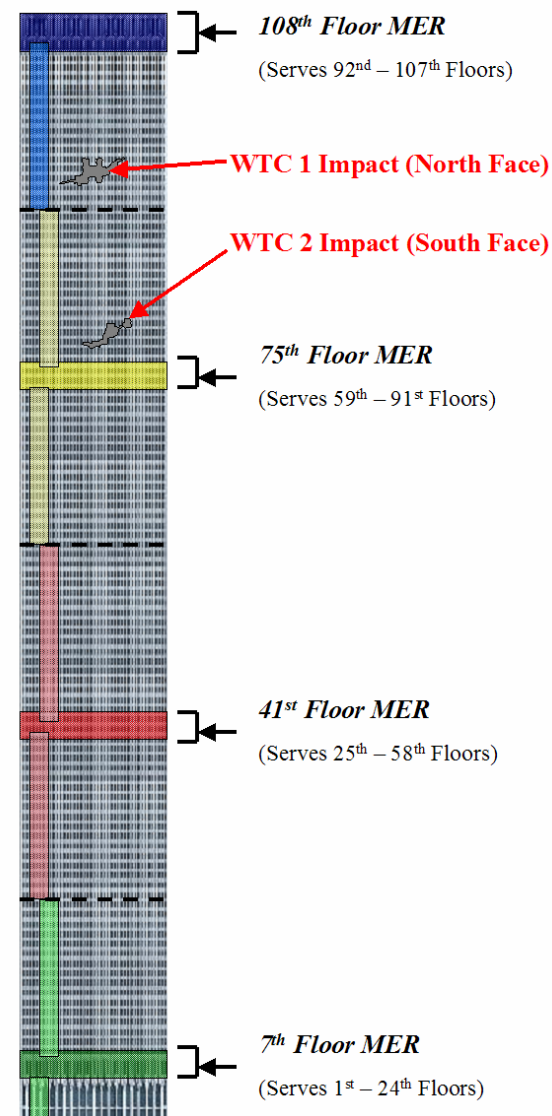 108th Floor MER
(Serves 92nd – 107th Floors)
WTC 1 Impact (North Face)
WTC 2 Impact (South Face)
75th Floor MER
(Serves 59th – 91st Floors)
41st Floor MER
(Serves 25th – 58th Floors)
7th Floor MER
(Serves 1st – 24th Floors)